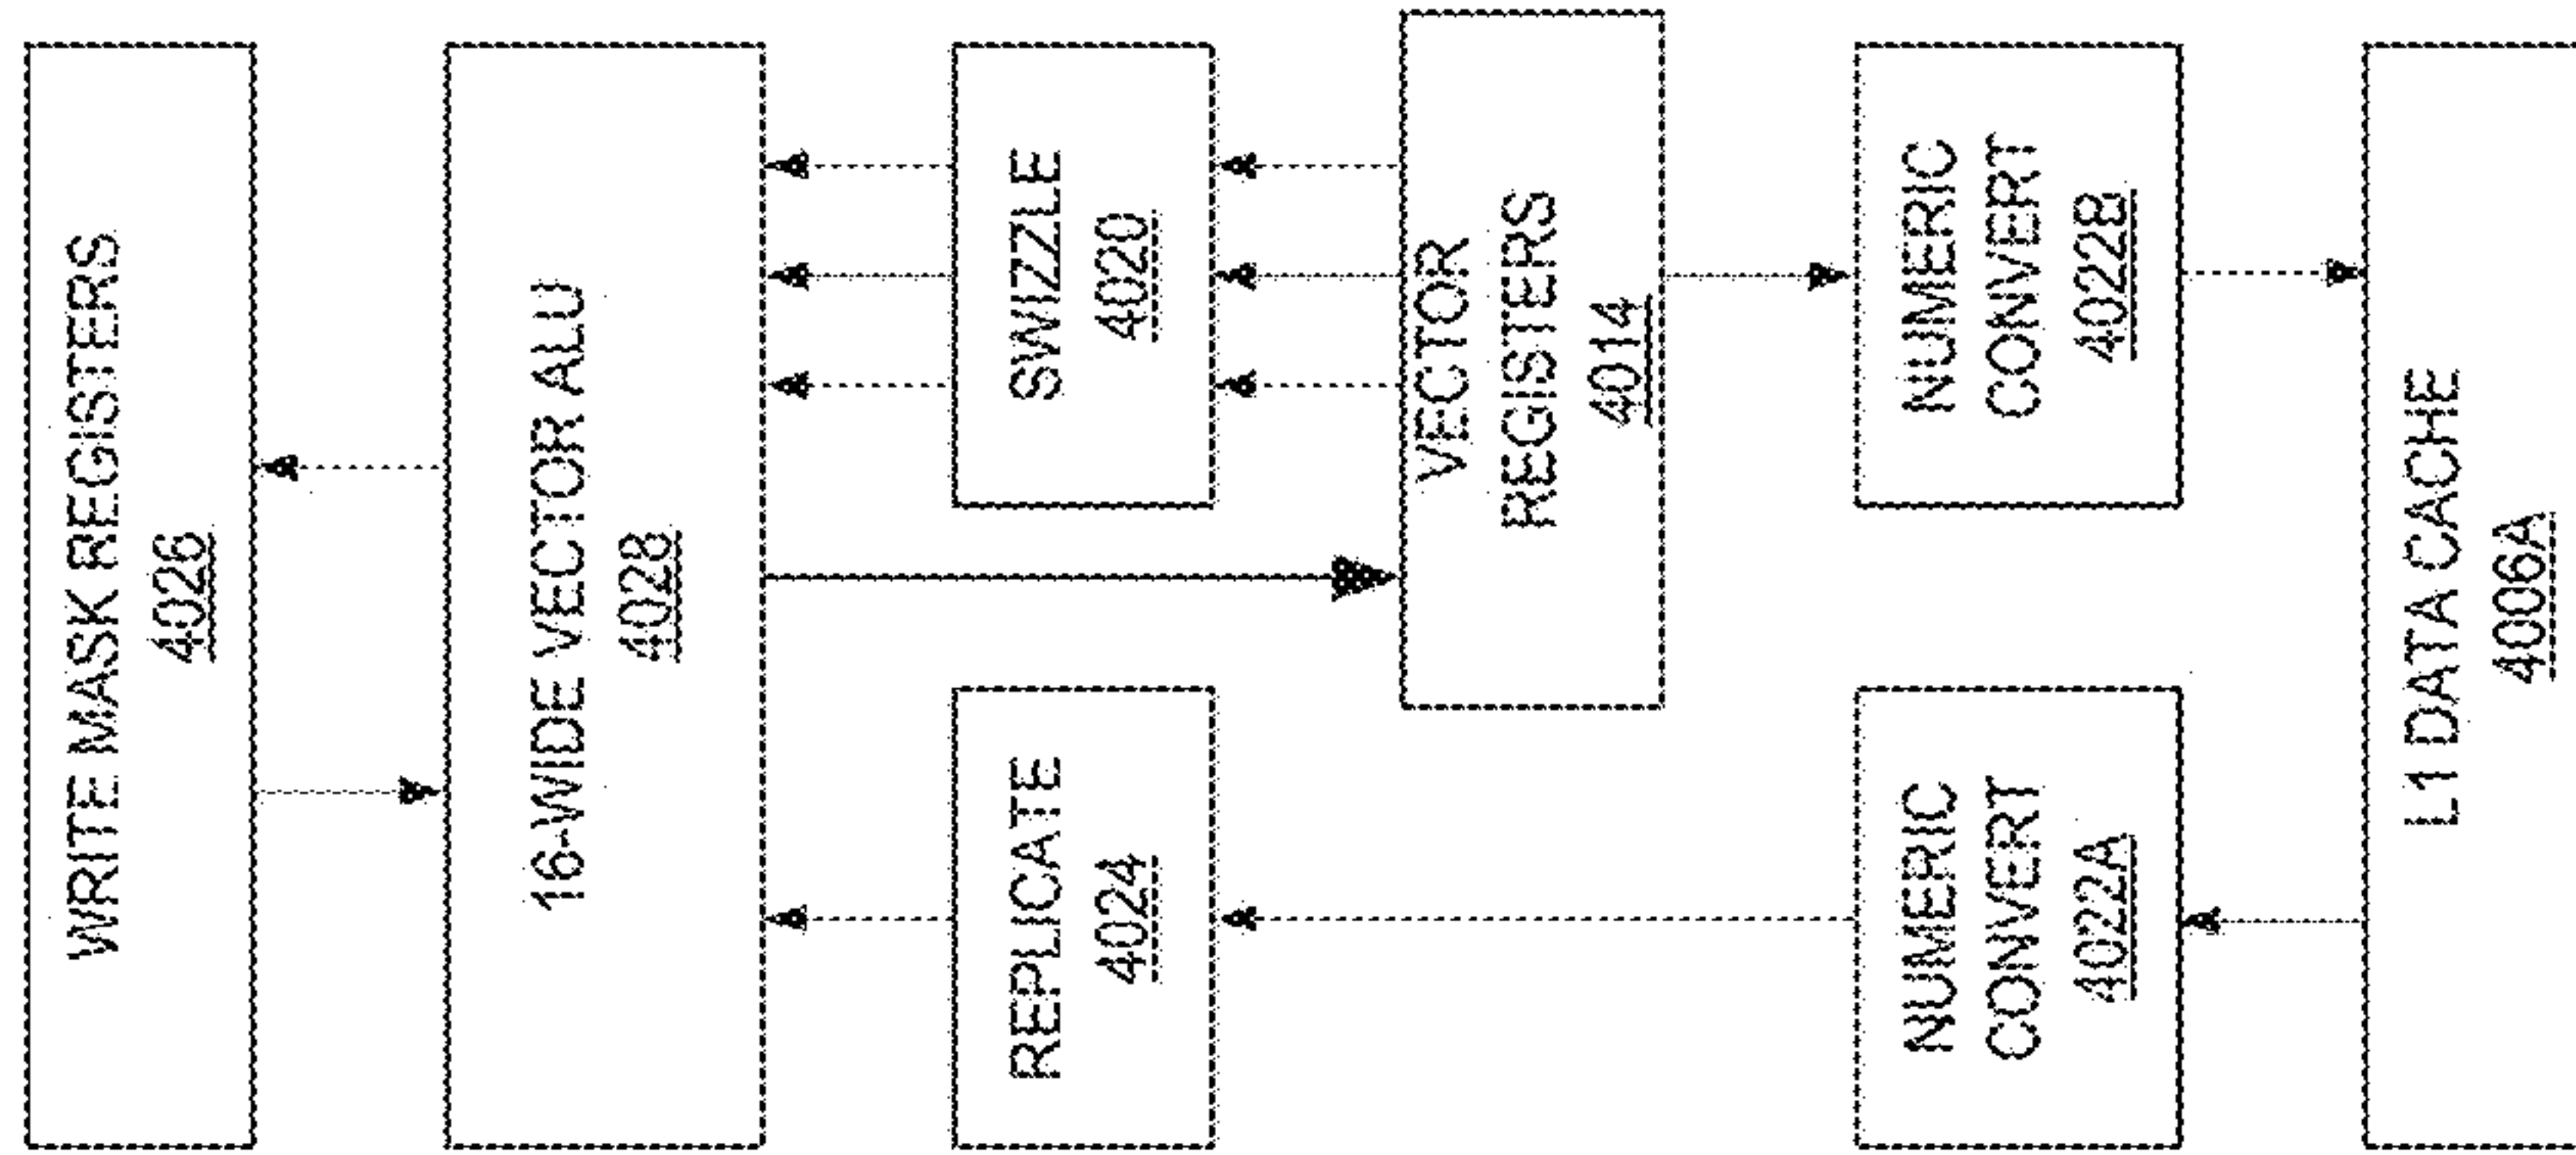 WRITE MASK REGISTERS
4026
16-WIDE VECTOR ALU
4028
REPLICATE
4024
SWIZZLE
4020
VECTOR
REGISTERS
4014
NUMERIC
CONVERT
4022A
NUMERIC
CONVERT
4022B
L1 DATA CACHE
4006A